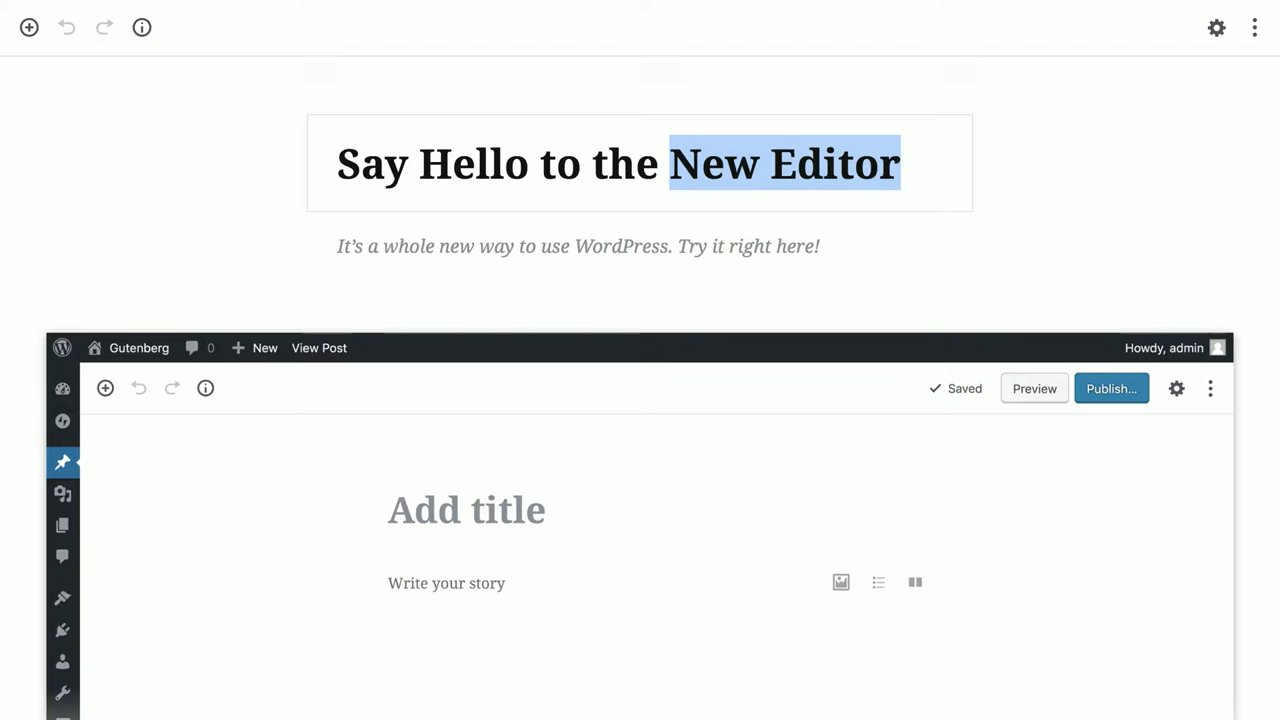 Say Hello to the New Editor
It's a whole new way to use WordPress. Try it right here!
Gutenberg 0 New View Post Howdy, admin
Saved Preview Publish...
Add title
Write your story